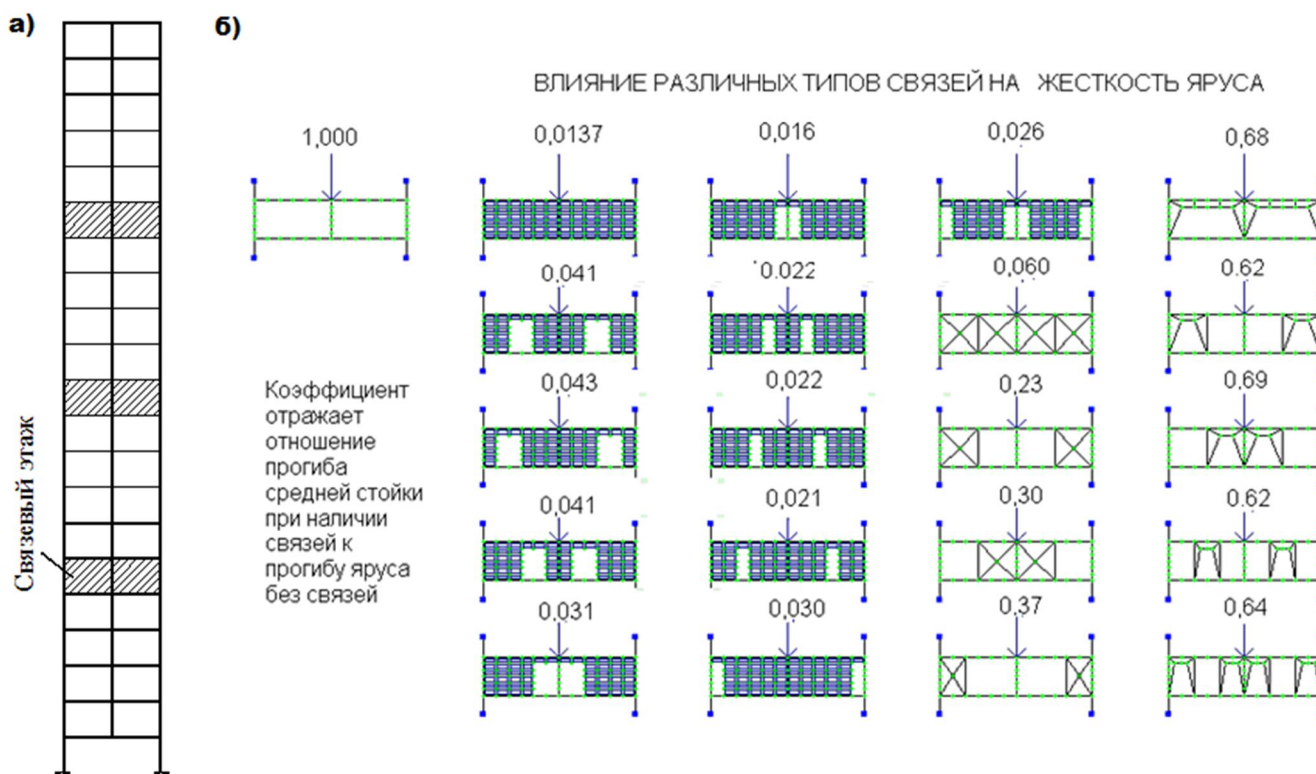 а)
б)
ВЛИЯНИЕ РАЗЛИЧНЫХ ТИПОВ СВЯЗЕЙ НА ЖЕСТКОСТЬ ЯРУСА
1,000
0,0137
0,016
0,026
0,68
0,041
0.022
0,060
0.62
0,043
0,022
0,23
0,69
0,041
0,021
0,30
0,62
0,031
0,030
0,37
0,64
Коэффициент
отражает
отношение
прогиба
средней стойки
при наличии
связей к
прогибу яруса
без связей
Связевый этаж